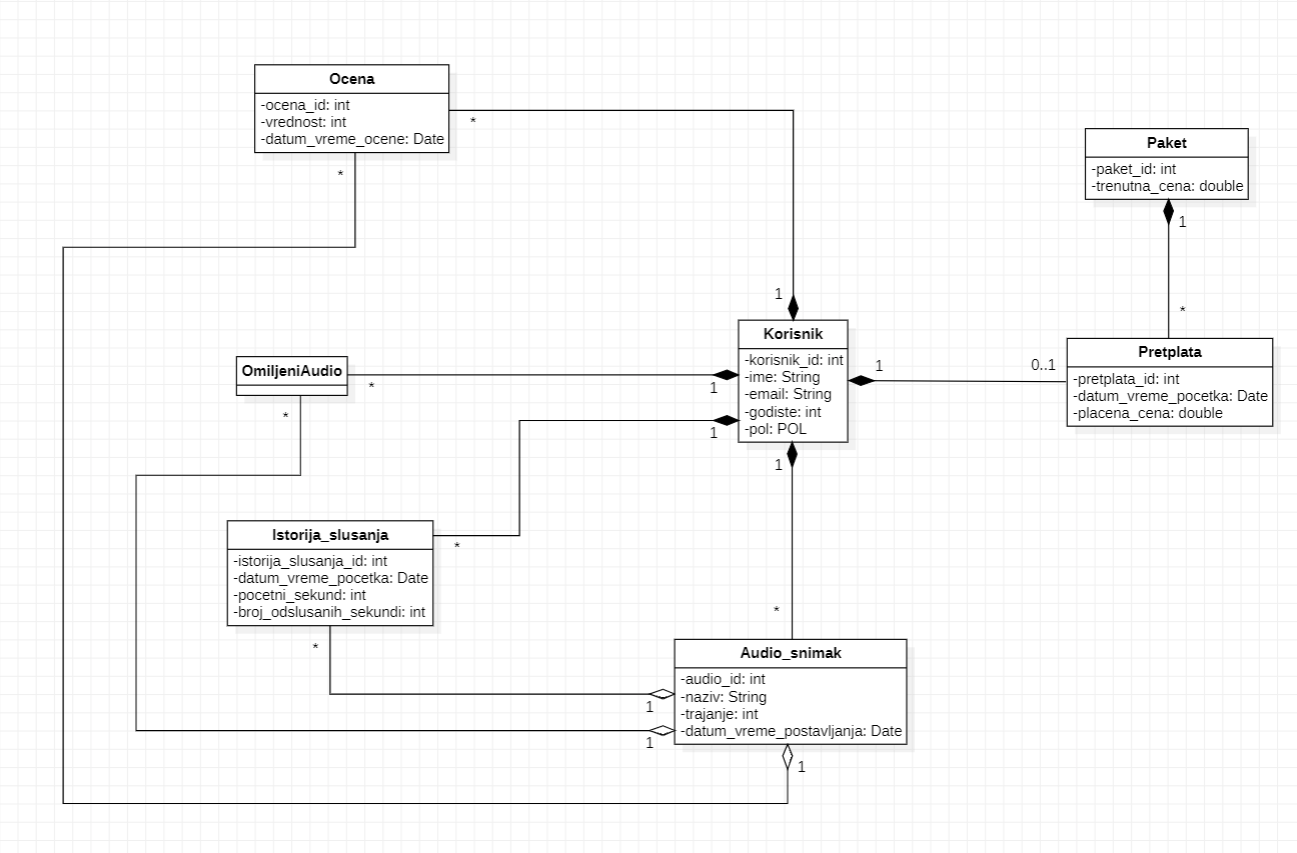 Ocena
-ocena_id: int
-vrednost: int
-datum_vreme_ocene: Date
*
*
Paket
-paket_id: int
-trenutna_cena: double
1
*
1
Korisnik
-korisnik_id: int
-ime: String
-email: String
-godiste: int
-pol: POL
1
0..1
Pretplata
-pretplata_id: int
-datum_vreme_pocetka: Date
-placena_cena: double
OmiljeniAudio
*
1
*
1
1
Istorija_slusanja
-istorija_slusanja_id: int
-datum_vreme_pocetka: Date
-pocetni_sekund: int
-broj_odslusanih_sekundi: int
*
*
*
Audio_snimak
-audio_id: int
-naziv: String
-trajanje: int
-datum_vreme_postavljanja: Date
1
1
1